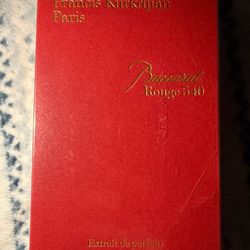 Francis Kurkdjian
Paris
Baccarat
Rouge 540
Extrait de parfum